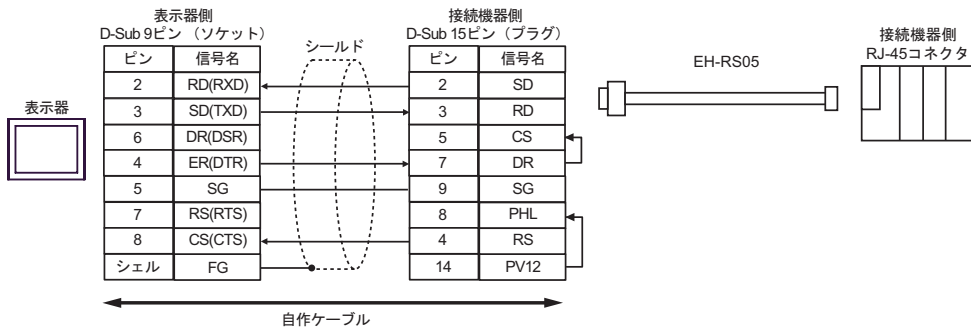 表示器側
D-Sub 9ピン (ソケット)
接続機器側
D-Sub 15ピン (プラグ)
シールド
ピン 信号名
2 RD(RXD)
3 SD(TXD)
6 DR(DSR)
4 ER(DTR)
5 SG
7 RS(RTS)
8 CS(CTS)
シェル FG
ピン 信号名
2 SD
3 RD
5 CS
7 DR
9 SG
8 PHL
4 RS
14 PV12
表示器
EH-RS05
接続機器側
RJ-45コネクタ
自作ケーブル